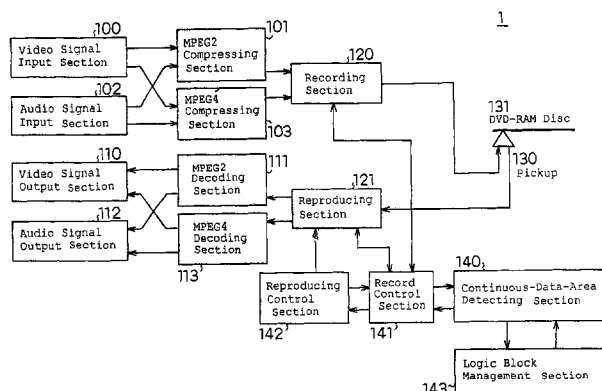 1
100
Video Signal
Input Section
101
MPEG2
Compressing
Section
120
Recording
Section
102
Audio Signal
Input Section
MPEG4
Compressing
Section
103
131
DVD-RAM Disc
130
Pickup
110
Video Signal
Output Section
111
MPEG2
Decoding
Section
121
Reproducing
Section
112
Audio Signal
Output Section
MPEG4
Decoding
Section
113
Reproducing
Control
Section
142
Record
Control
Section
141
140
Continuous-Data-Area
Detecting Section
Logic Block
Management Section
143